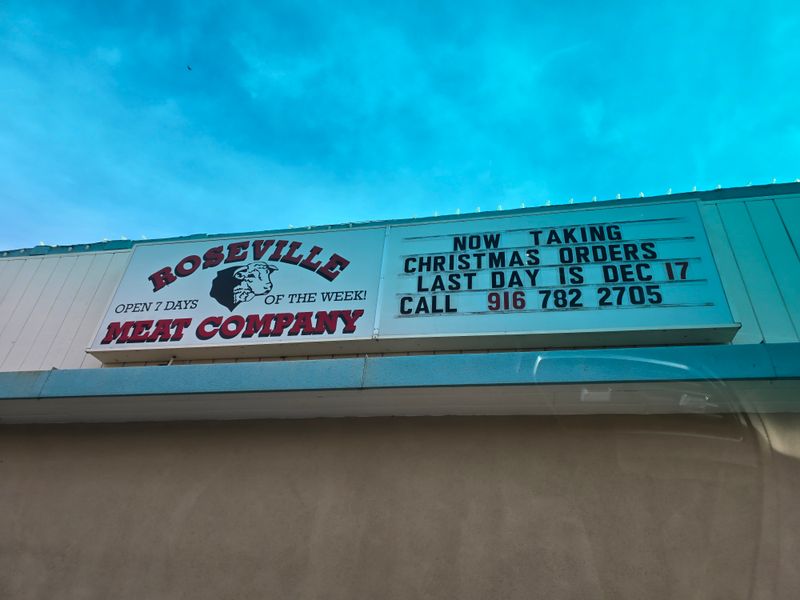 ROSEVILLE
OPEN 7 DAYS OF THE WEEK!
MEAT COMPANY
NOW TAKING
CHRISTMAS ORDERS
LAST DAY IS DEC 17
CALL 916 782 2705